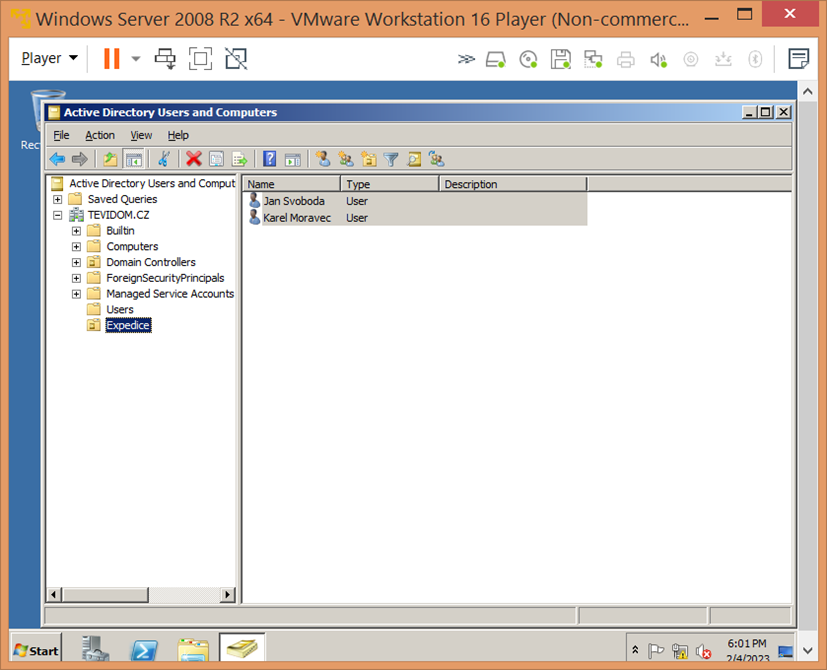 Windows Server 2008 R2 x64 - VMware Workstation 16 Player (Non-commerc...
Player
Active Directory Users and Computers
File Action View Help
Active Directory Users and Comput
Saved Queries
TEVIDOM.CZ
Builtin
Computers
Domain Controllers
ForeignSecurityPrincipals
Managed Service Accounts
Users
Expedice
Name Type Description
Jan Svoboda User
Karel Moravec User
Rec
Start
6:01 PM
2/4/2023